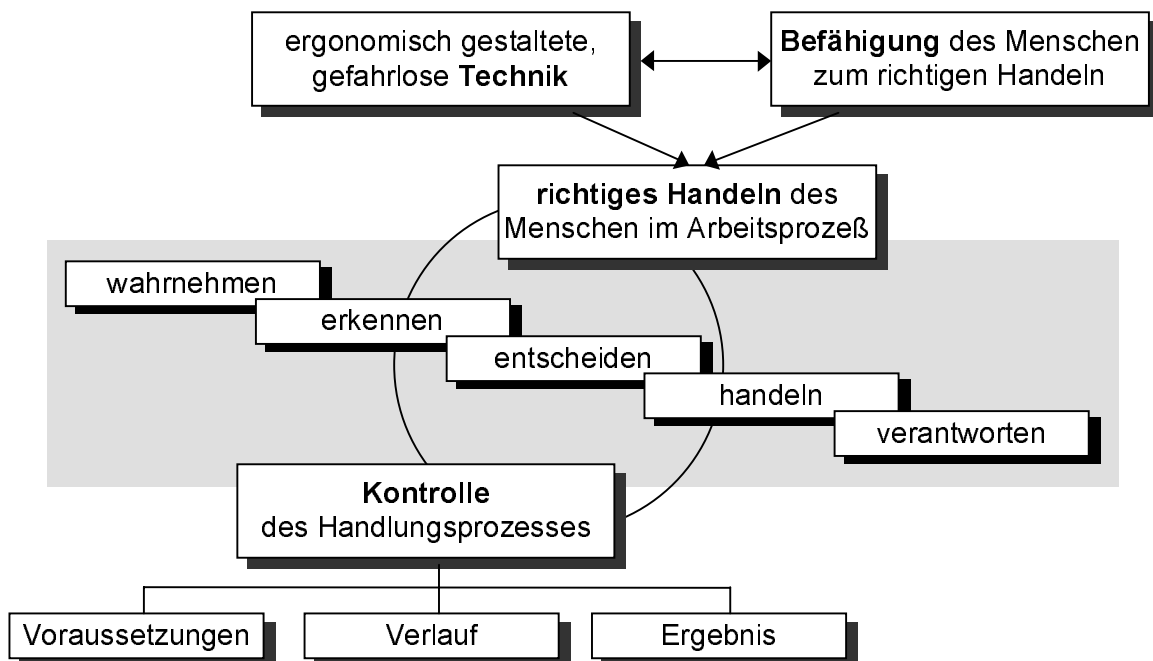 ergonomisch gestaltete,
gefahrlose Technik
Befähigung des Menschen
zum richtigen Handeln
richtiges Handeln des
Menschen im Arbeitsprozeß
wahrnehmen
erkennen
entscheiden
handeln
verantworten
Kontrolle
des Handlungsprozesses
Voraussetzungen
Verlauf
Ergebnis